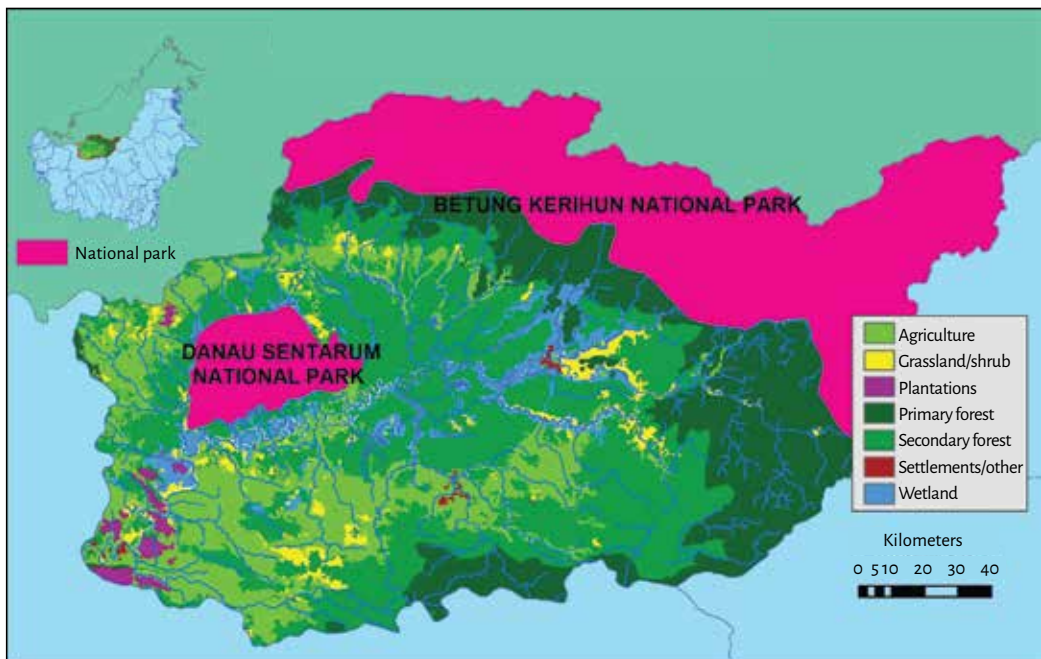 National park
BETUNG KERIHUN NATIONAL PARK
DANAU SENTARUM
NATIONAL PARK
Agriculture
Grassland/shrub
Plantations
Primary forest
Secondary forest
Settlements/other
Wetland
Kilometers
0 5 10 20 30 40